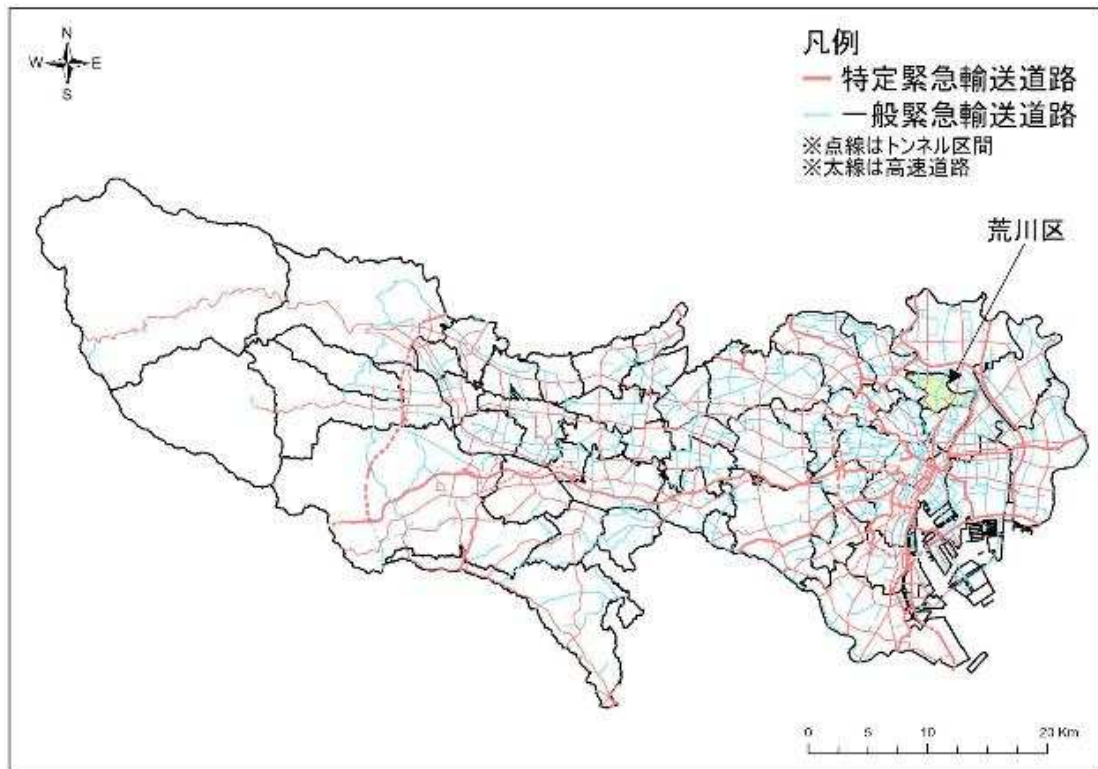 N
W E
S
凡例
特定緊急輸送道路
一般緊急輸送道路
※点線はトンネル区間
※太線は高速道路
荒川区
0 5 10 20 Km